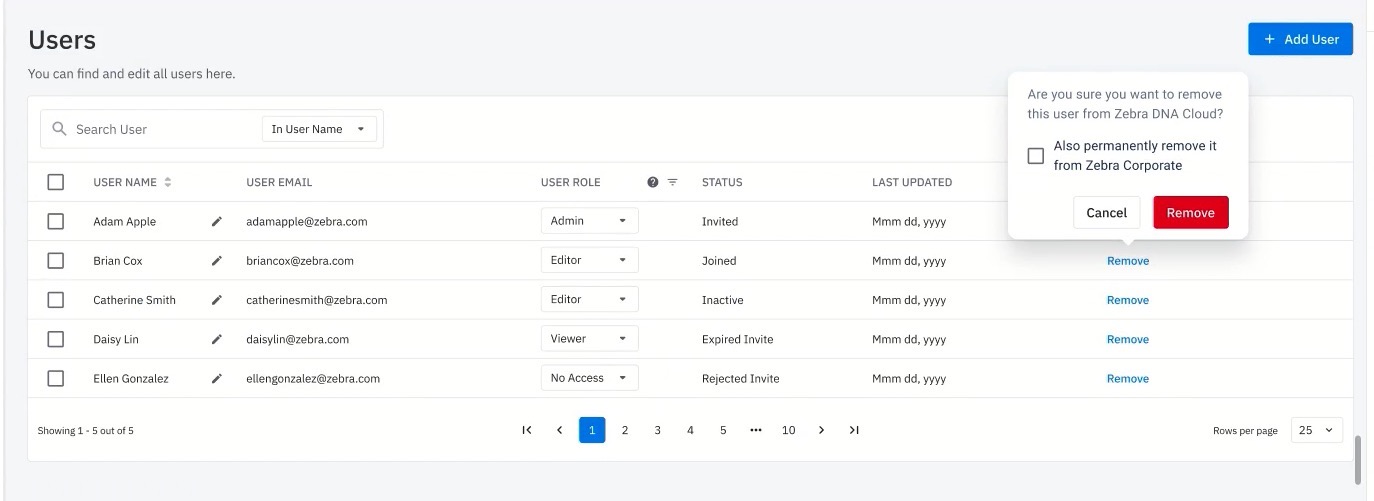 Users
+ Add User
You can find and edit all users here.
Are you sure you want to remove
this user from Zebra DNA Cloud?
Also permanently remove it
from Zebra Corporate
Cancel Remove
Search User In User Name
USER NAME USER EMAIL USER ROLE ? STATUS LAST UPDATED
Adam Apple adamapple@zebra.com Admin Invited Mmm dd, yyyy
Brian Cox briancox@zebra.com Editor Joined Mmm dd, yyyy Remove
Catherine Smith catherinesmith@zebra.com Editor Inactive Mmm dd, yyyy Remove
Daisy Lin daisylin@zebra.com Viewer Expired Invite Mmm dd, yyyy Remove
Ellen Gonzalez ellengonzalez@zebra.com No Access Rejected Invite Mmm dd, yyyy Remove
Showing 1 - 5 out of 5 1 2 3 4 5 ••• 10 Rows per page 25